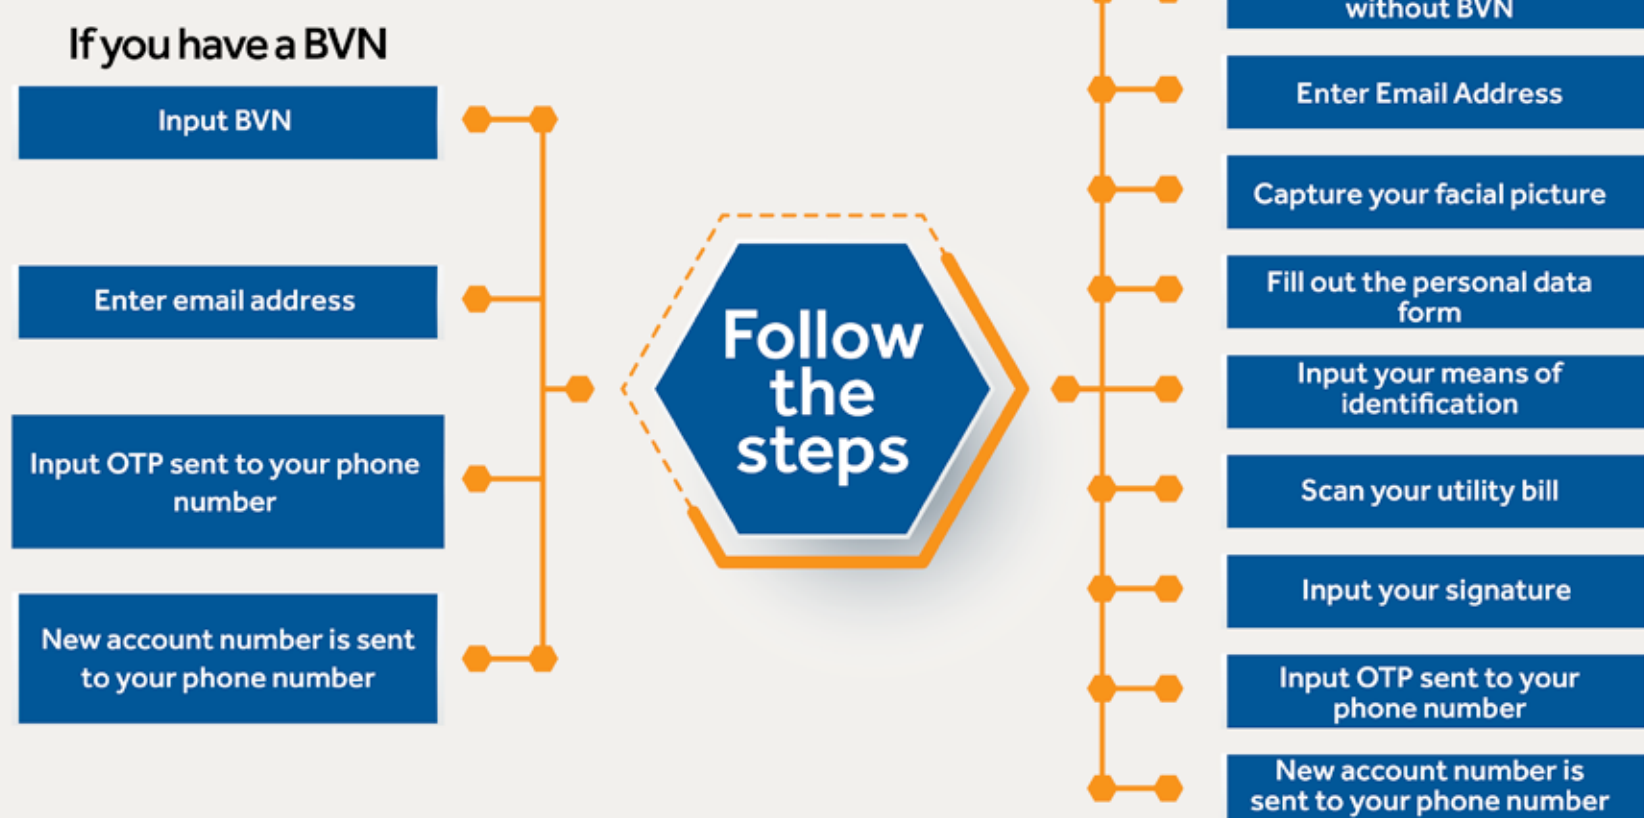 If you have a BVN
Input BVN
Enter email address
Input OTP sent to your phone
number
New account number is sent
to your phone number
Follow
the
steps
without BVN
Enter Email Address
Capture your facial picture
Fill out the personal data
form
Input your means of
identification
Scan your utility bill
Input your signature
Input OTP sent to your
phone number
New account number is
sent to your phone number